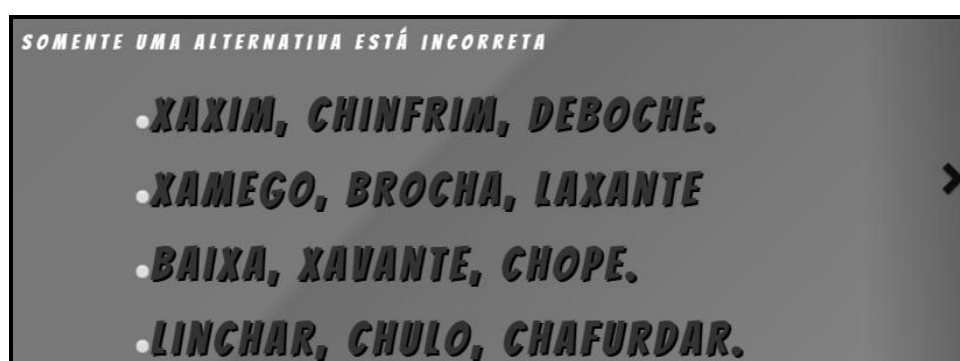 SOMENTE UMA ALTERNATIVA ESTÁ INCORRETA
•XAXIM, CHINFRIM, DEBOCHE.
•XAMEGO, BROCHA, LAXANTE
•BAIXA, XAVANTE, CHOPE.
•LINCHAR, CHULO, CHAFURDAR.